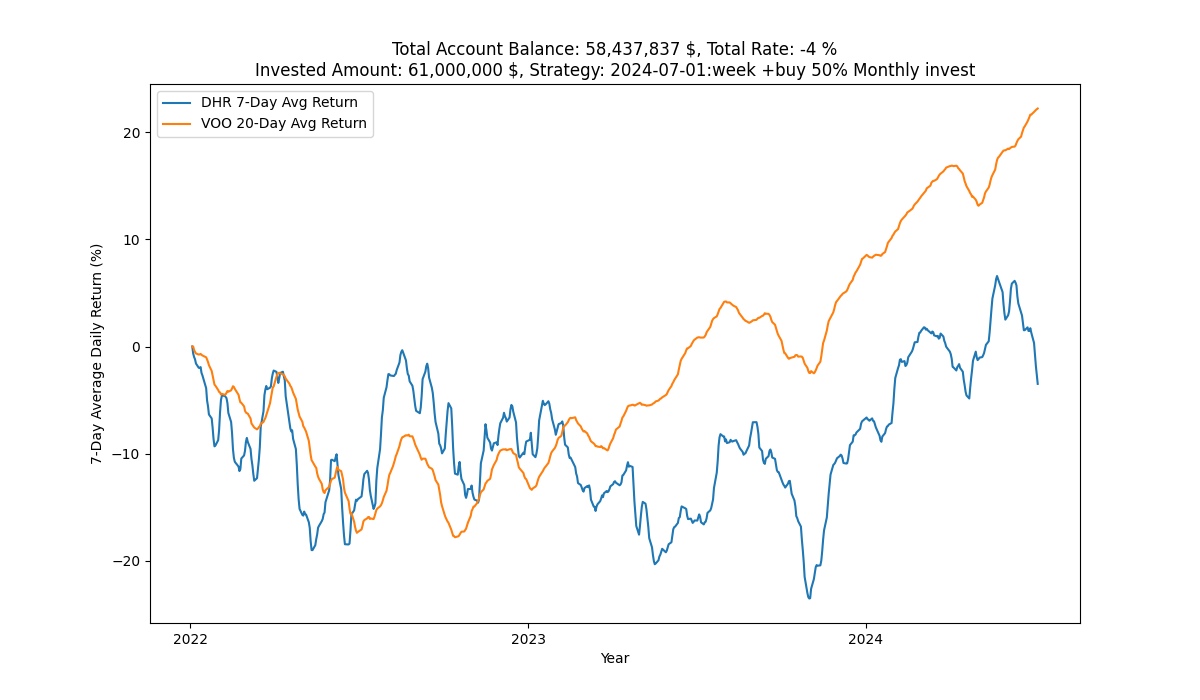 Total Account Balance: 58,437,837 $, Total Rate: -4 %
Invested Amount: 61,000,000 $, Strategy: 2024-07-01:week +buy 50% Monthly invest
DHR 7-Day Avg Return
VOO 20-Day Avg Return
7-Day Average Daily Return (%)
20
10
0
−10
−20
2022
2023
2024
Year